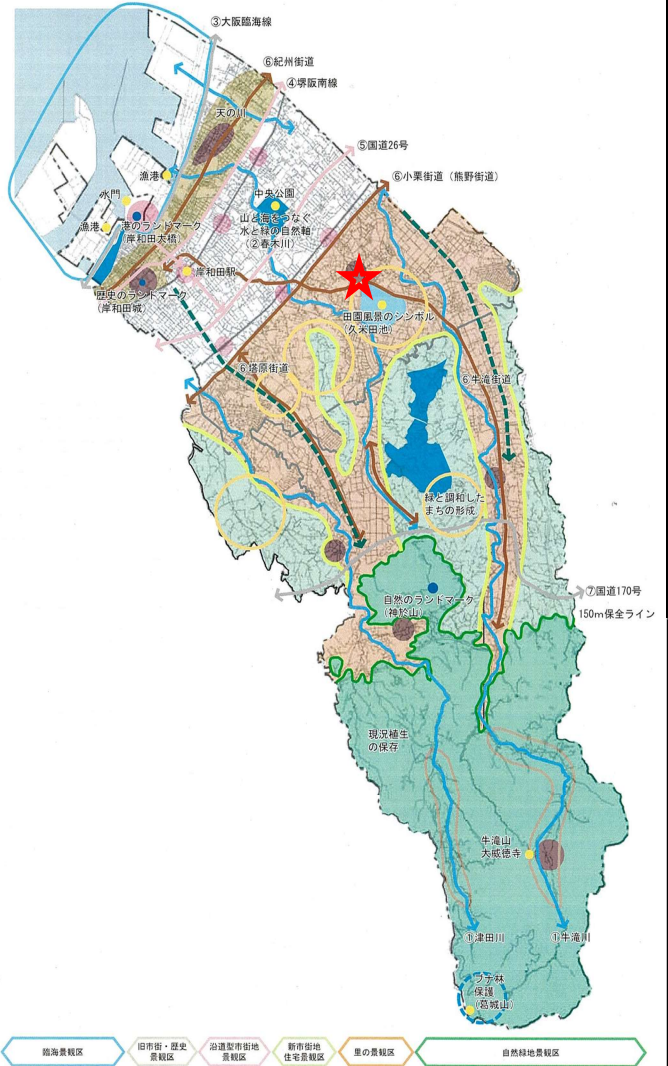 ③大阪臨海線
⑥紀州街道
④堺阪南線
天の川
⑤国道26号
漁港
⑥小栗街道（熊野街道）
水門
中央公園
漁港
港のランドマーク
（岸和田大橋）
山と海をつなぐ
水と緑の自然軸
（②春木川）
岸和田駅
歴史のランドマーク
（岸和田城）
田園風景のシンボル
（久米田池）
6塔原街道
6牛滝街道
緑と調和した
まちの形成
自然のランドマーク
（神於山）
⑦国道170号
150m保全ライン
現況植生
の保存
牛滝山
大威徳寺
①津田川
①牛滝川
ブナ林
保護
（葛城山）
臨海景観区
旧市街・歴史
景観区
沿道型市街地
景観区
新市街地
住宅景観区
里の景観区
自然緑地景観区